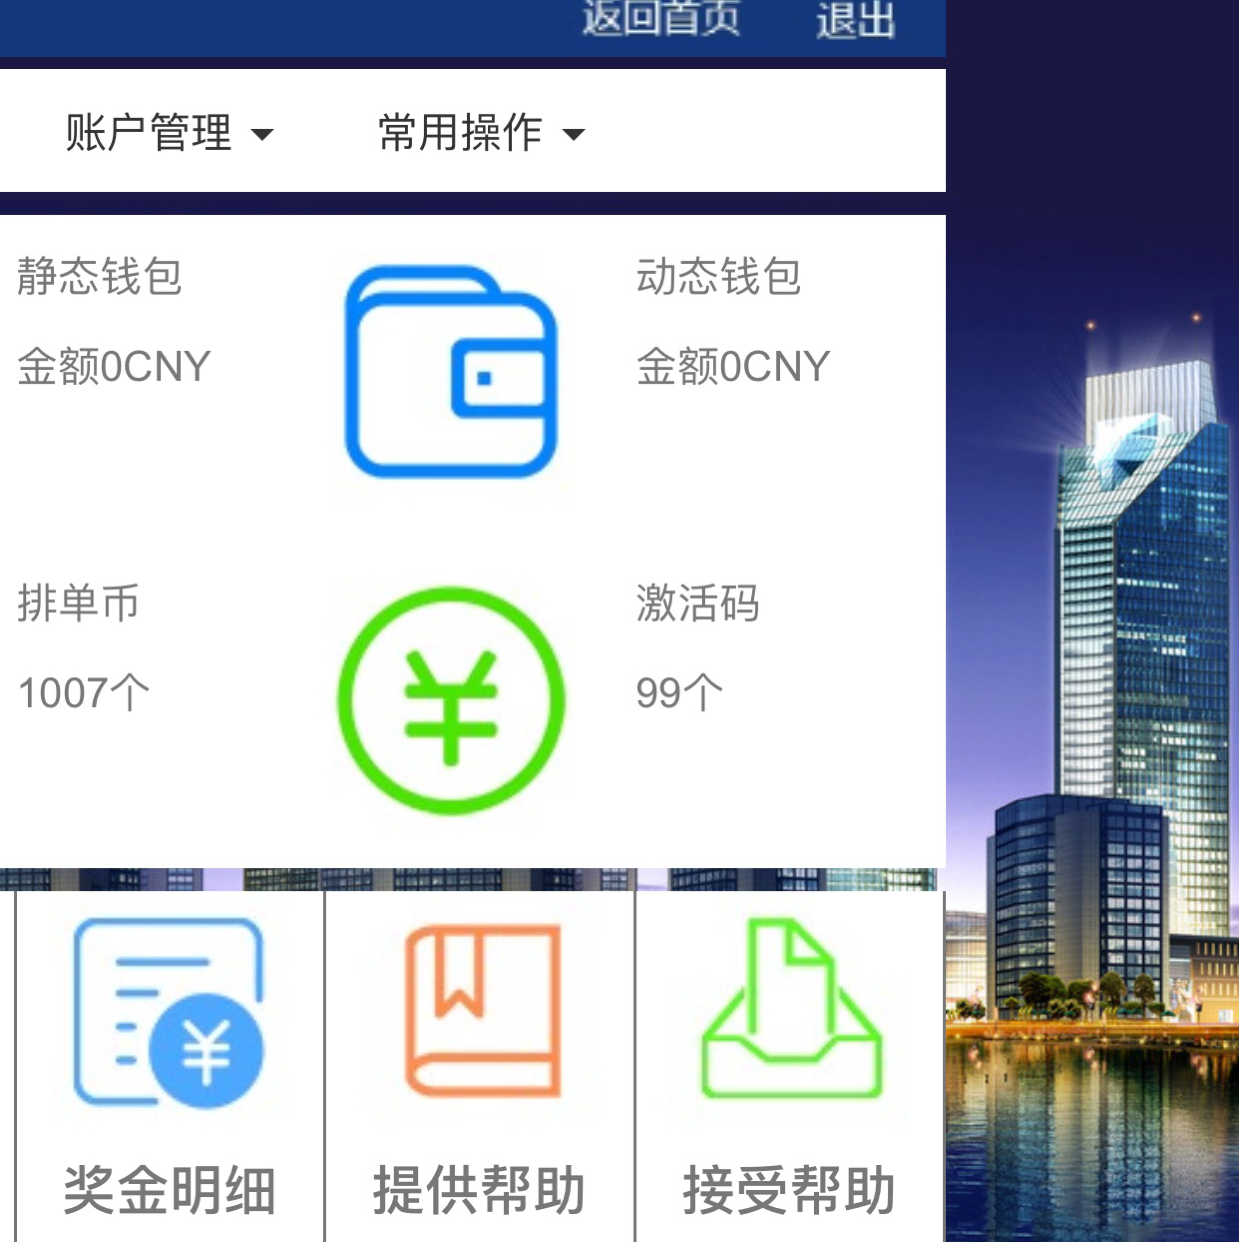 返回首页 退出
账户管理 常用操作
静态钱包 动态钱包
金额0CNY 金额0CNY
排单币 激活码
1007个 99个
奖金明细 提供帮助 接受帮助